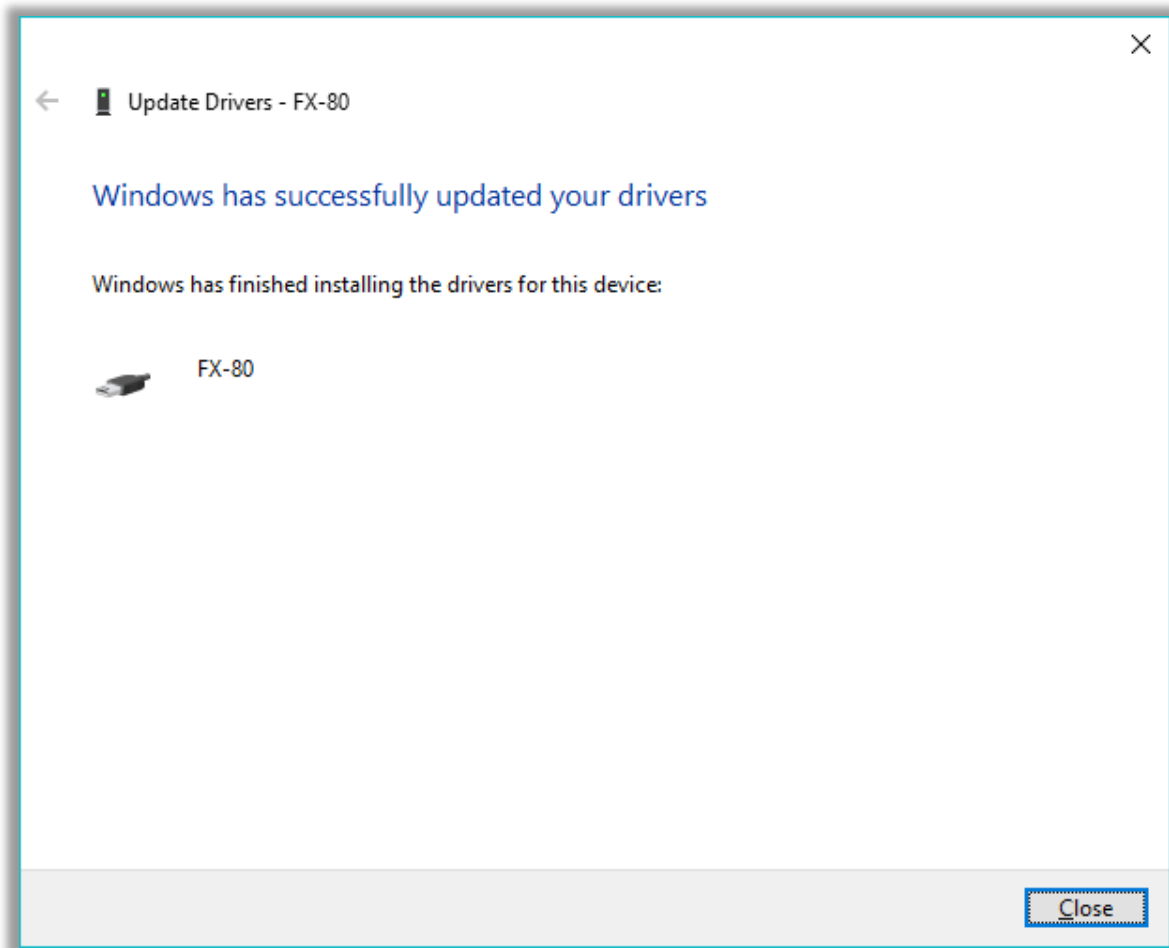 Update Drivers - FX-80
Windows has successfully updated your drivers
Windows has finished installing the drivers for this device:
FX-80
Close